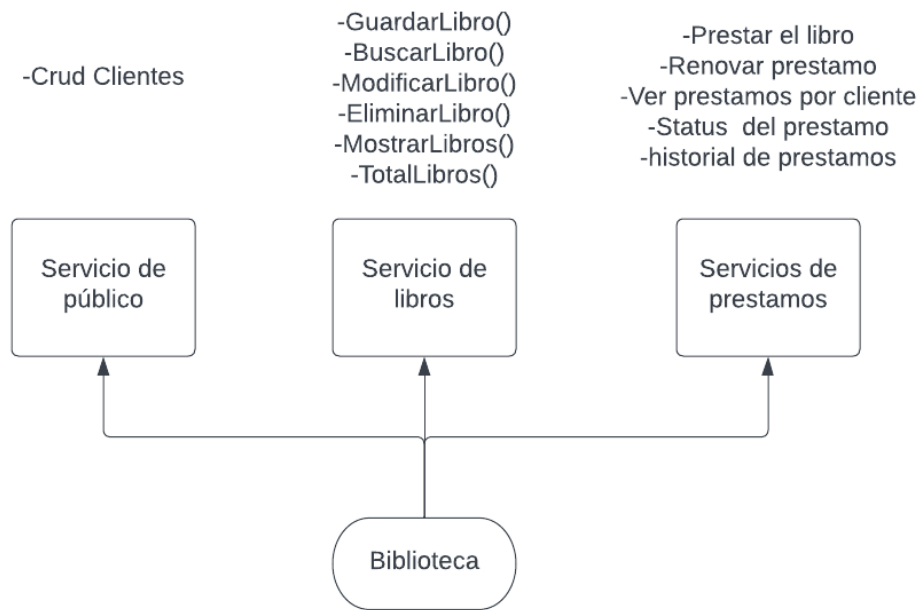 -Crud Clientes
-GuardarLibro()
-BuscarLibro()
-ModificarLibro()
-EliminarLibro()
-MostrarLibros()
-TotalLibros()
-Prestar el libro
-Renovar prestamo
-Ver prestamos por cliente
-Status  del prestamo
-historial de prestamos
Servicio de
público
Servicio de
libros
Servicios de
prestamos
Biblioteca